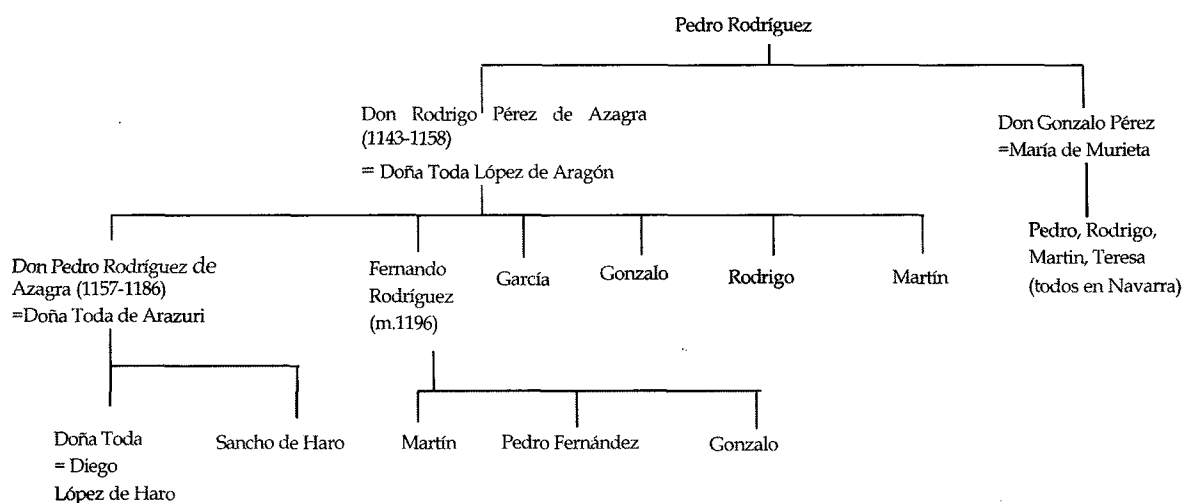 Pedro Rodríguez
Don Rodrigo Pérez de Azagra
(1143-1158)
= Doña Toda López de Aragón
Don Gonzalo Pérez
=María de Murieta
Pedro, Rodrigo,
Martin, Teresa
(todos en Navarra)
Don Pedro Rodríguez de
Azagra (1157-1186)
=Doña Toda de Arazuri
Fernando
Rodríguez
(m.1196)
García
Gonzalo
Rodrigo
Martín
Doña Toda
= Diego
López de Haro
Sancho de Haro
Martín
Pedro Fernández
Gonzalo